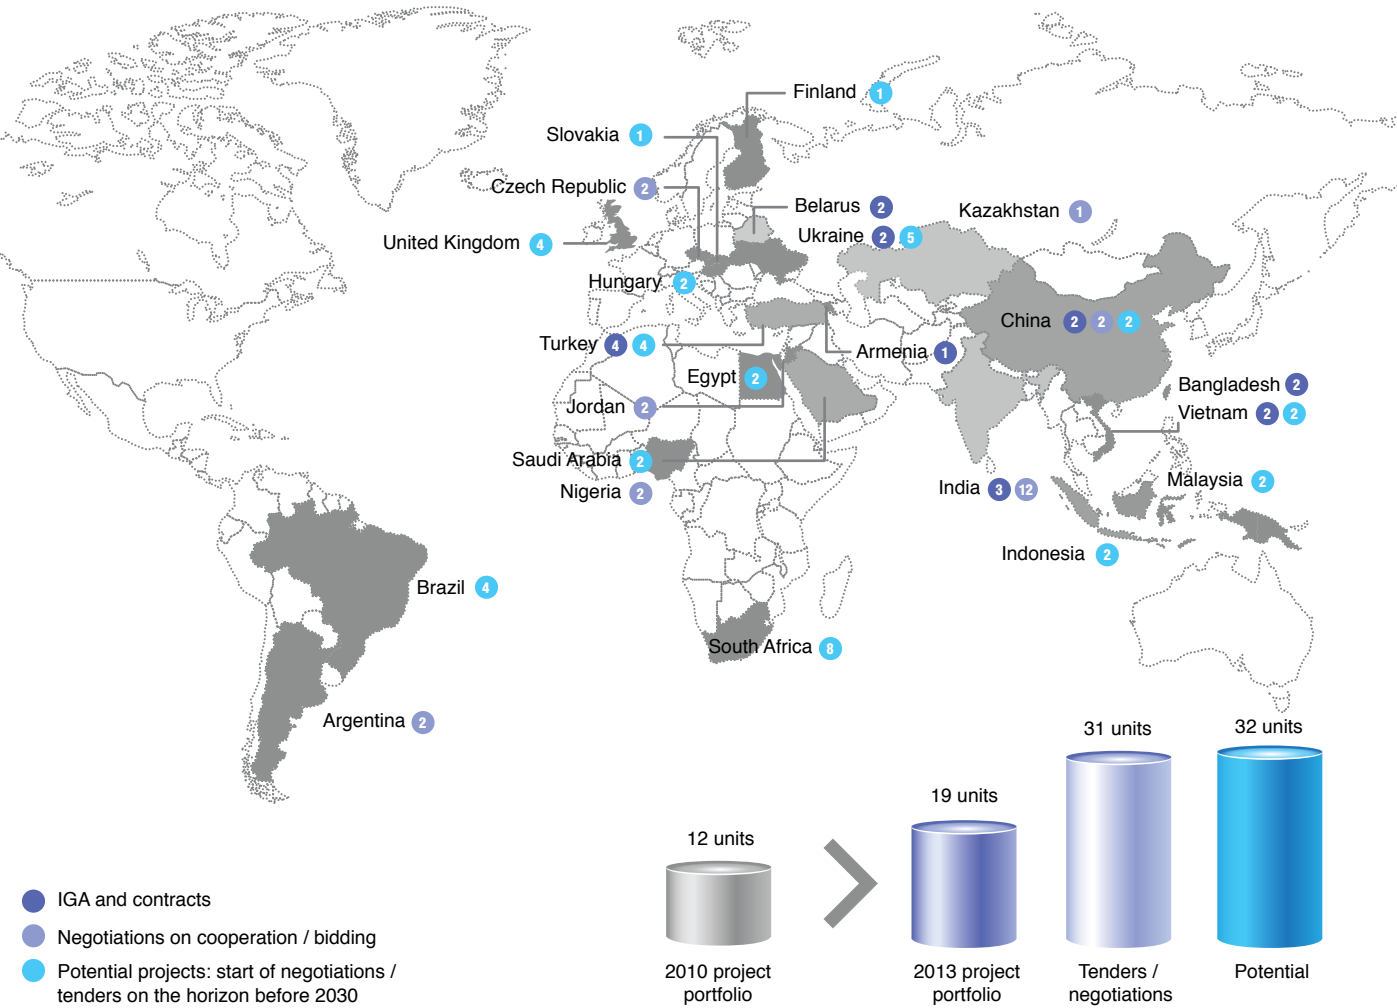 Finland 1
Slovakia 1
Czech Republic 2
Belarus 2
Kazakhstan 1
Ukraine 2 5
United Kingdom 4
Hungary 2
China 2 2 2
Turkey 4 4
Armenia 1
Egypt 2
Bangladesh 2
Jordan 2
Vietnam 2 2
Saudi Arabia 2
Malaysia 2
Nigeria 2
India 3 12
Indonesia 2
Brazil 4
South Africa 8
Argentina 2
31 units
32 units
19 units
12 units
IGA and contracts
Negotiations on cooperation / bidding
Potential projects: start of negotiations /
tenders on the horizon before 2030
2010 project
portfolio
2013 project
portfolio
Tenders /
negotiations
Potential